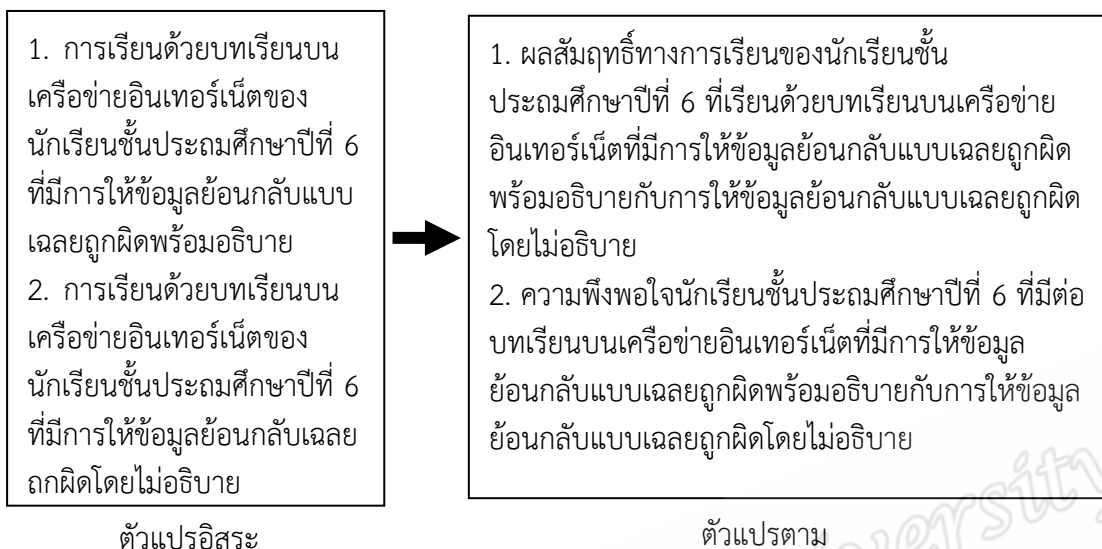 1. การเรียนด้วยบทเรียนบน
เครือข่ายอินเทอร์เน็ตของ
นักเรียนชั้นประถมศึกษาปีที่ 6
ที่มีการให้ข้อมูลย้อนกลับแบบ
เฉลยถูกผิดพร้อมอธิบาย
2. การเรียนด้วยบทเรียนบน
เครือข่ายอินเทอร์เน็ตของ
นักเรียนชั้นประถมศึกษาปีที่ 6
ที่มีการให้ข้อมูลย้อนกลับเฉลย
ถกผิดโดยไม่อธิบาย
ตัวแปรอิสระ
1. ผลสัมฤทธิ์ทางการเรียนของนักเรียนชั้น
ประถมศึกษาปีที่ 6 ที่เรียนด้วยบทเรียนบนเครือข่าย
อินเทอร์เน็ตที่มีการให้ข้อมูลย้อนกลับแบบเฉลยถูกผิด
พร้อมอธิบายกับการให้ข้อมูลย้อนกลับแบบเฉลยถูกผิด
โดยไม่อธิบาย
2. ความพึงพอใจนักเรียนชั้นประถมศึกษาปีที่ 6 ที่มีต่อ
บทเรียนบนเครือข่ายอินเทอร์เน็ตที่มีการให้ข้อมูล
ย้อนกลับแบบเฉลยถูกผิดพร้อมอธิบายกับการให้ข้อมูล
ย้อนกลับแบบเฉลยถูกผิดโดยไม่อธิบาย
ตัวแปรตาม